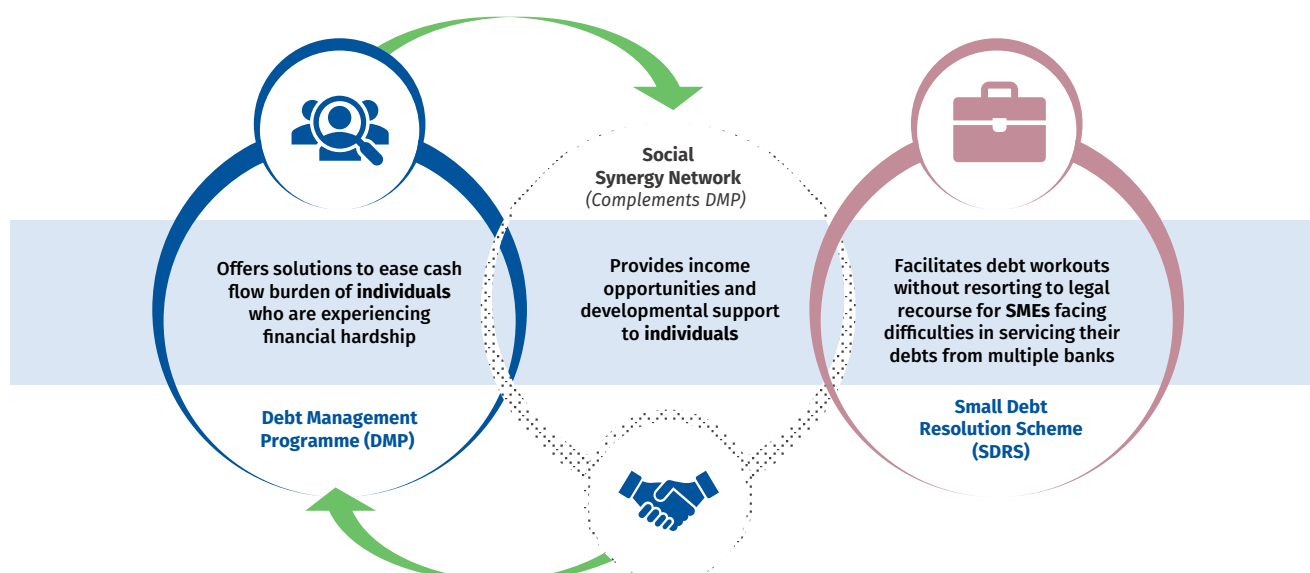 Offers solutions to ease cash
flow burden of individuals
who are experiencing
financial hardship
Debt Management
Programme (DMP)
Social
Synergy Network
(Complements DMP)
Provides income
opportunities and
developmental support
to individuals
Facilitates debt workouts
without resorting to legal
recourse for SMEs facing
difficulties in servicing their
debts from multiple banks
Small Debt
Resolution Scheme
(SDRS)